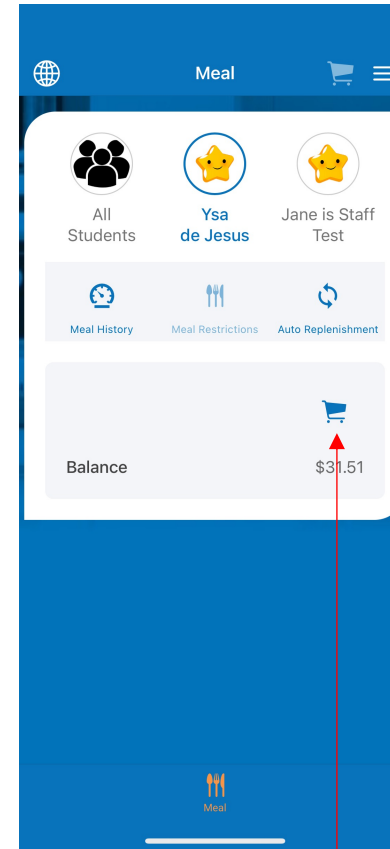 Meal
All
Students
Ysa
de Jesus
Jane is Staff
Test
Meal History
Meal Restrictions
Auto Replenishment
Balance
$31.51
Meal